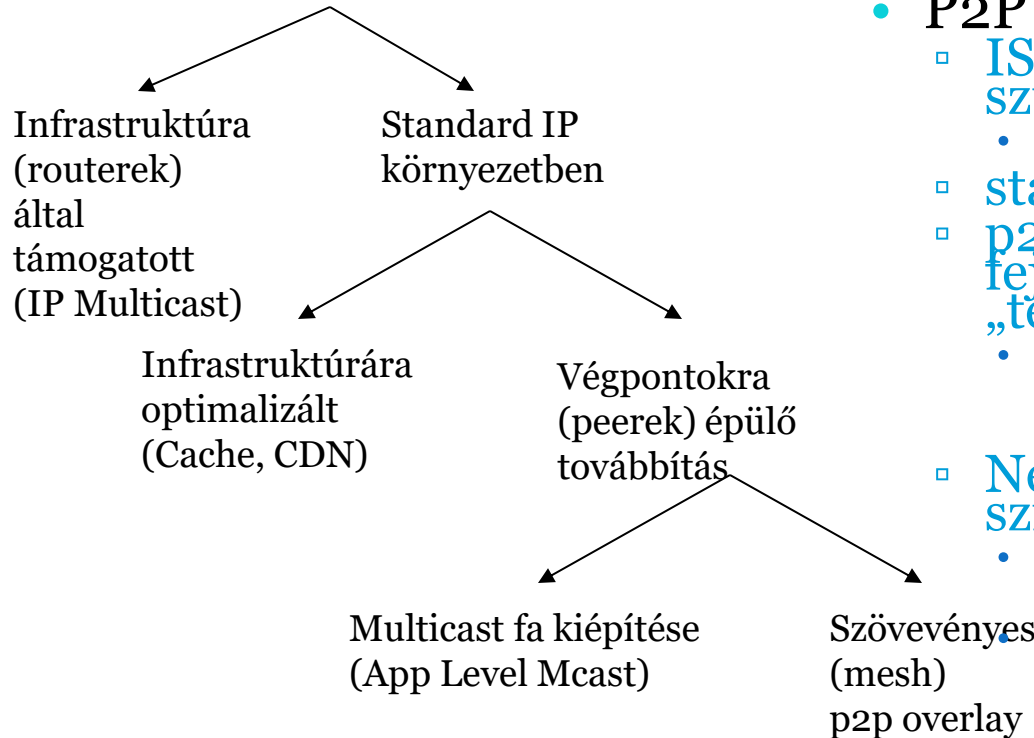 Infrastruktúra
(routerek)
által
támogatott
(IP Multicast)
Standard IP
környezetben
Infrastruktúrára
optimalizált
(Cache, CDN)
Végpontokra
(peerek) épülő
továbbítás
Multicast fa kiépítése
(App Level Mcast)
Szövevényes
(mesh)
p2p overlay
P2P